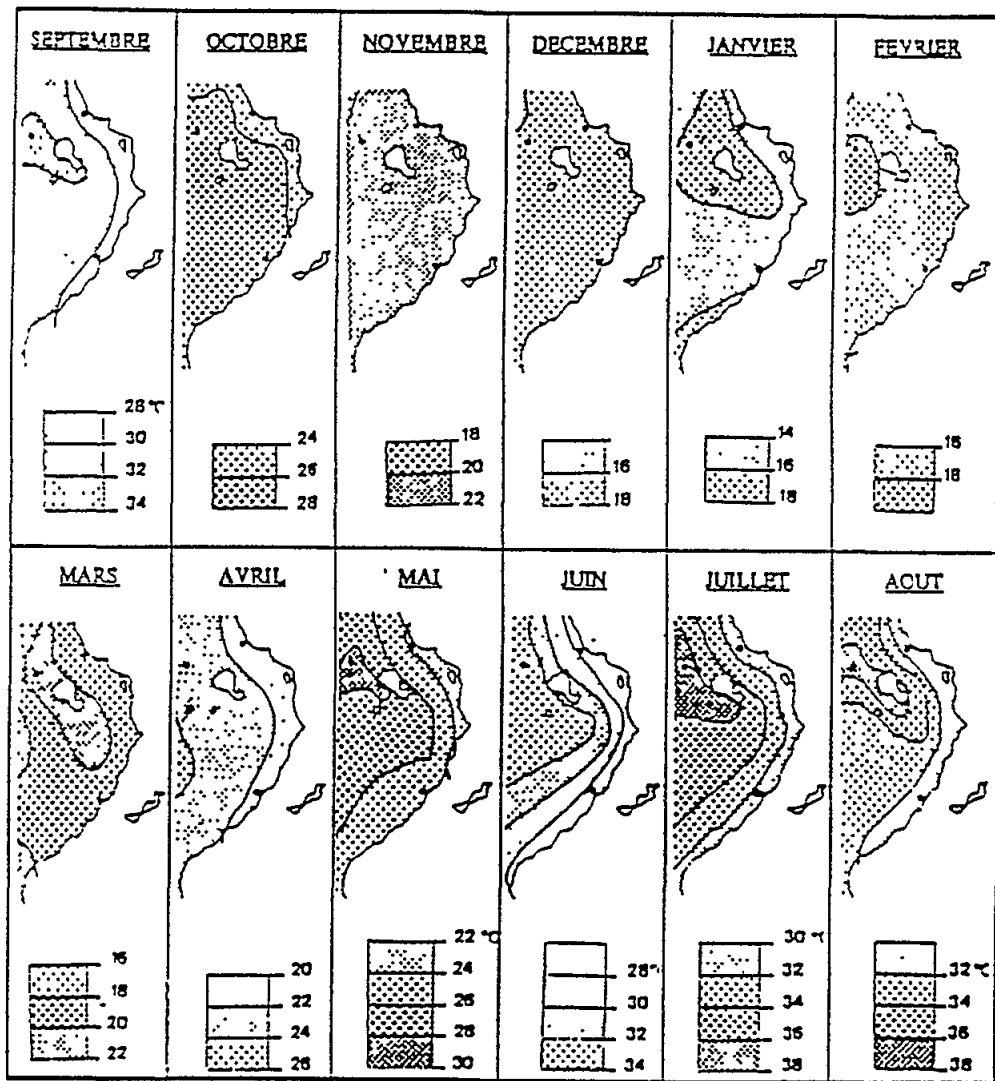 SEPTEMBRE
OCTOBRE
NOVEMBRE
DECEMBRE
JANVIER
FEVRIER
28 °C
30
32
34
24
26
28
18
20
22
16
18
14
16
18
16
18
MARS
AVRIL
MAI
JUIN
JUILLET
AOUT
16
18
20
22
20
22
24
26
22 °C
24
26
28
30
28°
30
32
34
30 °C
32
34
36
38
32 °C
34
36
38